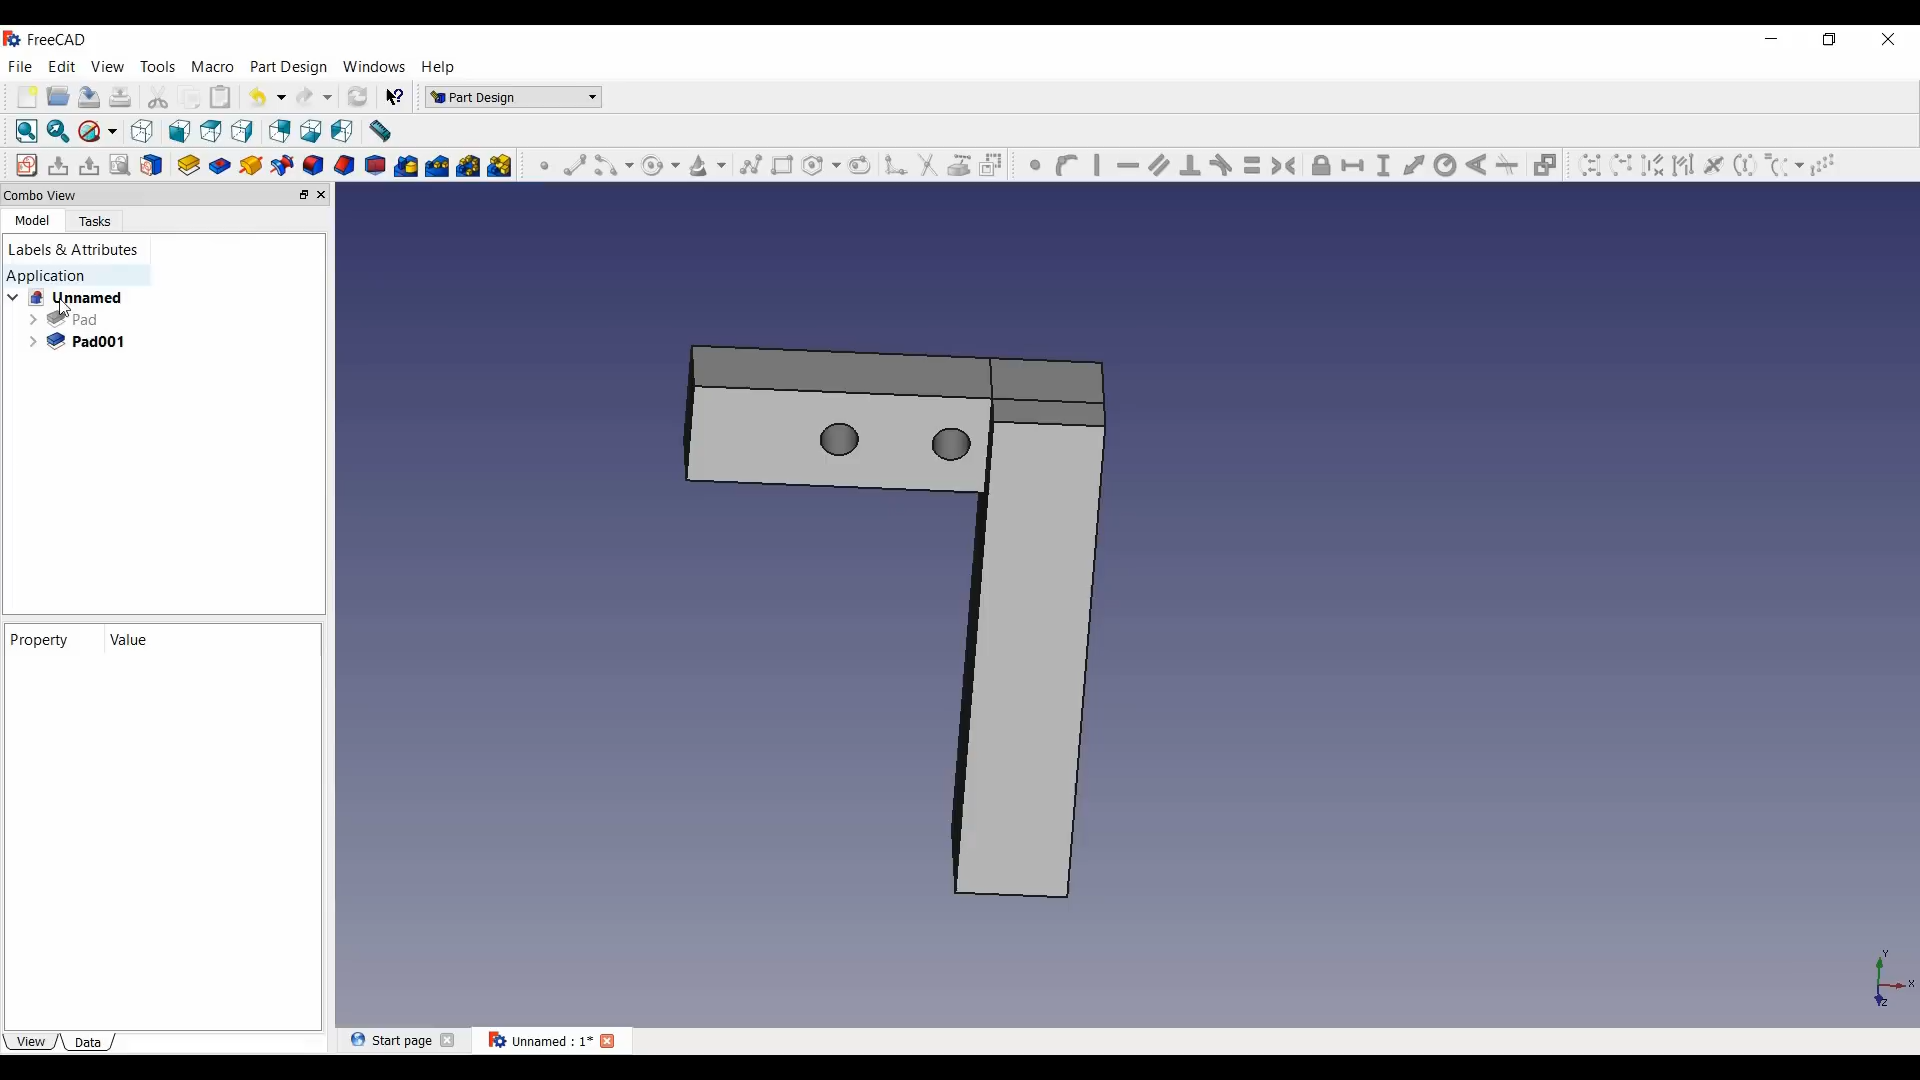 FreeCAD
File Edit View Tools Macro Part Design Windows Help
Part Design
Combo View
Model Tasks
Labels & Attributes
Application
Unnamed
Pad
Pad001
Property Value
Y
X
Z
View Data
Start page Unnamed : 1*